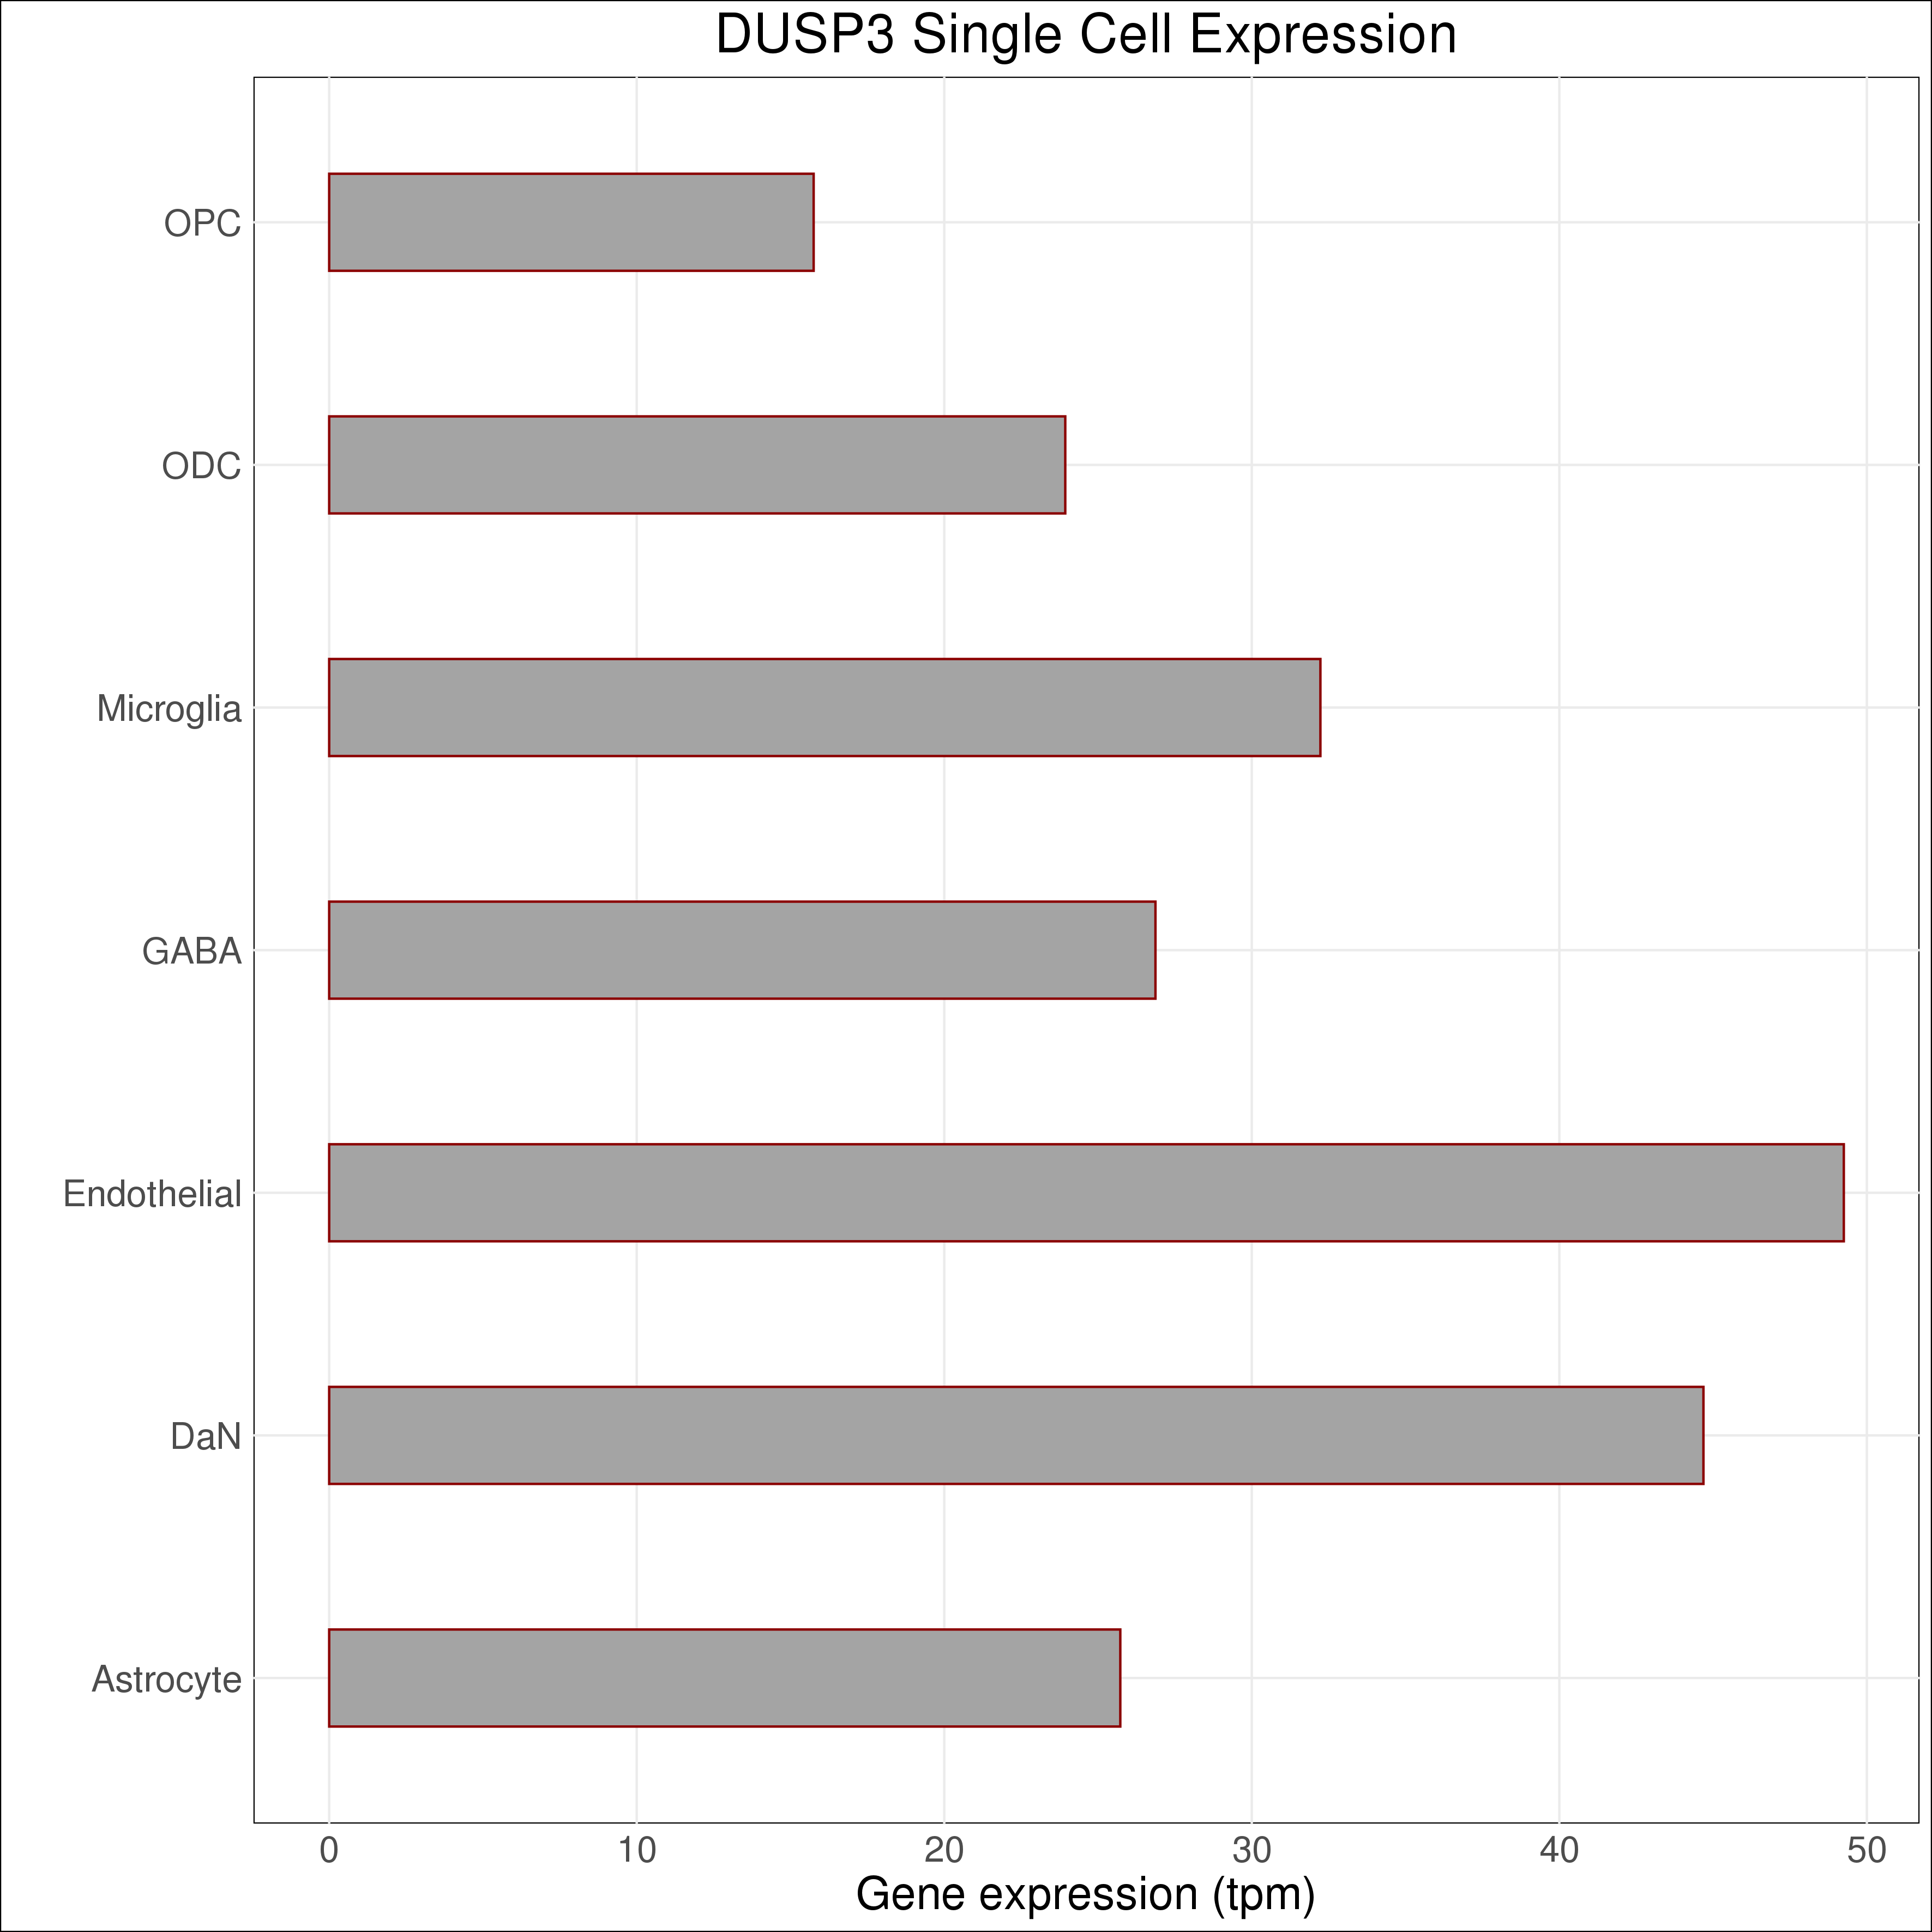 DUSP3 Single Cell Expression
OPC
ODC
Microglia
GABA
Endothelial
DaN
Astrocyte
0 10 20 30 40 50
Gene expression (tpm)